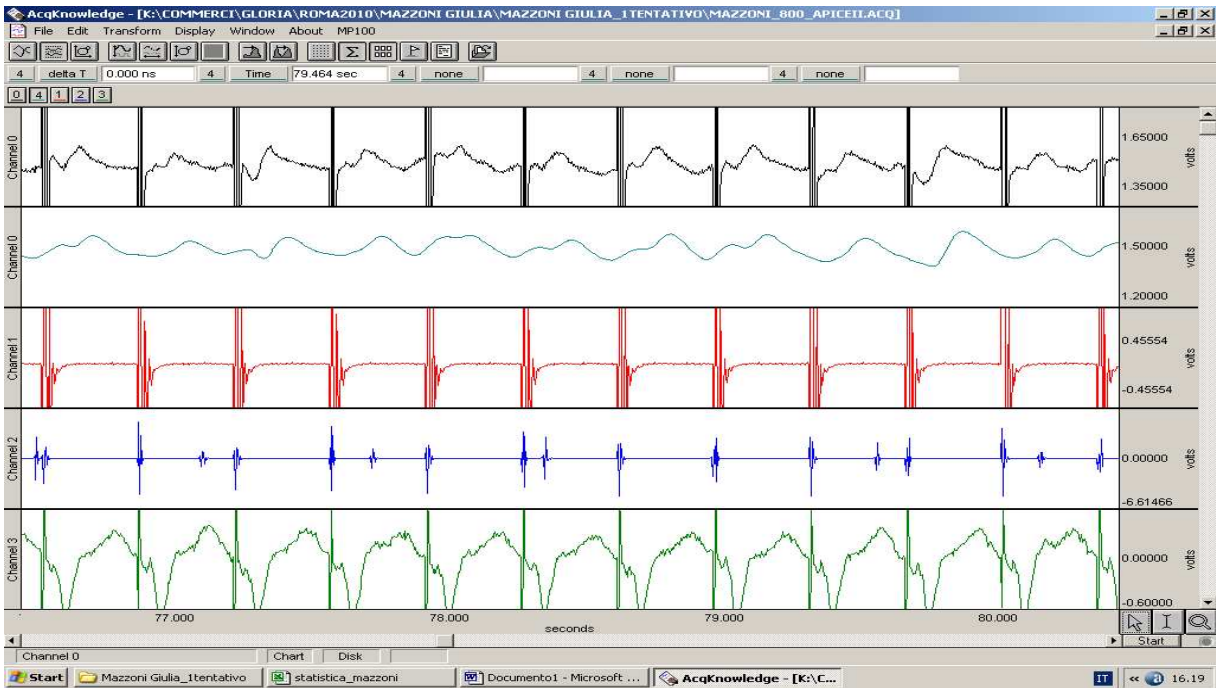 AcqKnowledge - [K:\COMMERCI\GLORIA\ROMA2010\MAZZONI GIULIA\MAZZONI GIULIA_1TENTATIVO\MAZZONI_800_APICEII.ACQ]
File Edit Transform Display Window About MP100
4 delta T 0.000 ns 4 Time 79.464 sec 4 none 4 none 4 none
0 4 1 2 3
Channel 0 1.65000 volts
1.35000
Channel 0 1.50000 volts
1.20000
Channel 1 0.45554 volts
-0.45554
Channel 2 0.00000 volts
-6.61466
Channel 3 0.00000 volts
-0.60000
77.000 78.000 79.000 80.000
seconds
Start
Channel 0 Chart Disk
Start Mazzoni Giulia_1tentativo statistica_mazzoni Documento1 - Microsoft ... AcqKnowledge - [K:\C... IT « 16.19